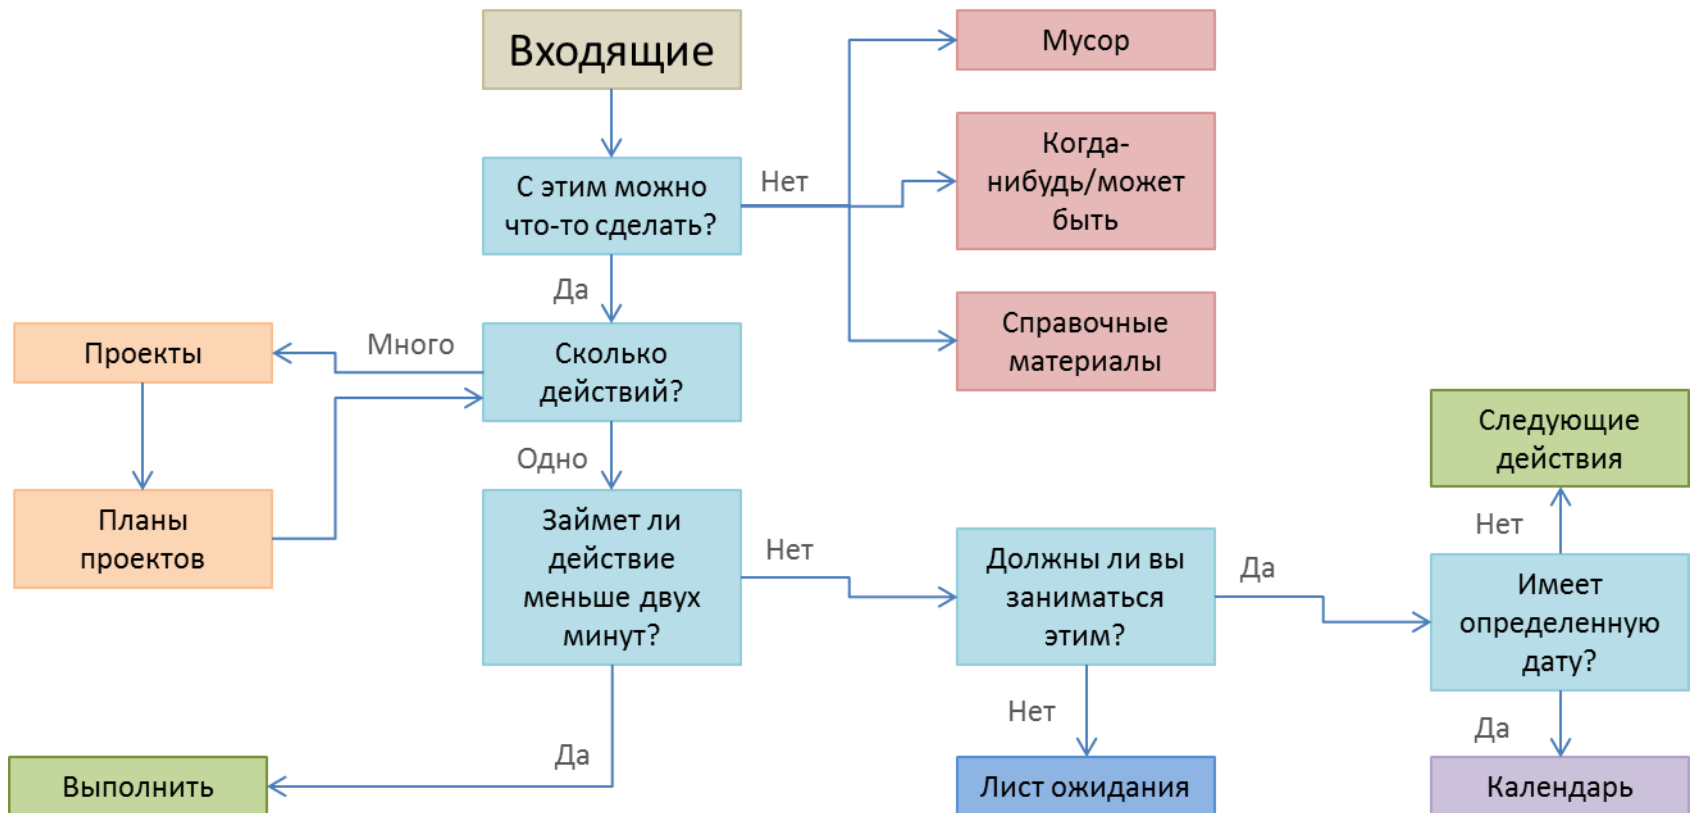 Входящие
Мусор
Когда-
нибудь/может
быть
С этим можно
что-то сделать?
Нет
Да
Справочные
материалы
Проекты
Много
Сколько
действий?
Одно
Планы
проектов
Займет ли
действие
меньше двух
минут?
Нет
Должны ли вы
заниматься
этим?
Да
Следующие
действия
Нет
Имеет
определенную
дату?
Да
Выполнить
Нет
Лист ожидания
Да
Календарь